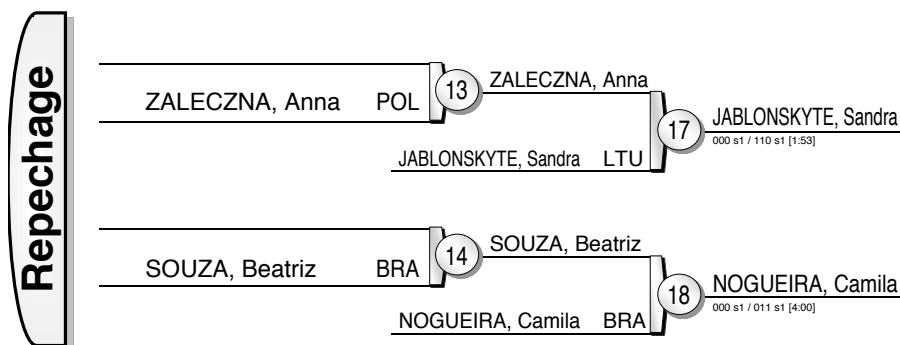 Repechage
ZALECZNA, Anna POL
13
ZALECZNA, Anna
JABLONSKYTE, Sandra LTU
17
JABLONSKYTE, Sandra
000 s1 / 110 s1 [1:53]
SOUZA, Beatriz BRA
14
SOUZA, Beatriz
NOGUEIRA, Camila BRA
18
NOGUEIRA, Camila
000 s1 / 011 s1 [4:00]